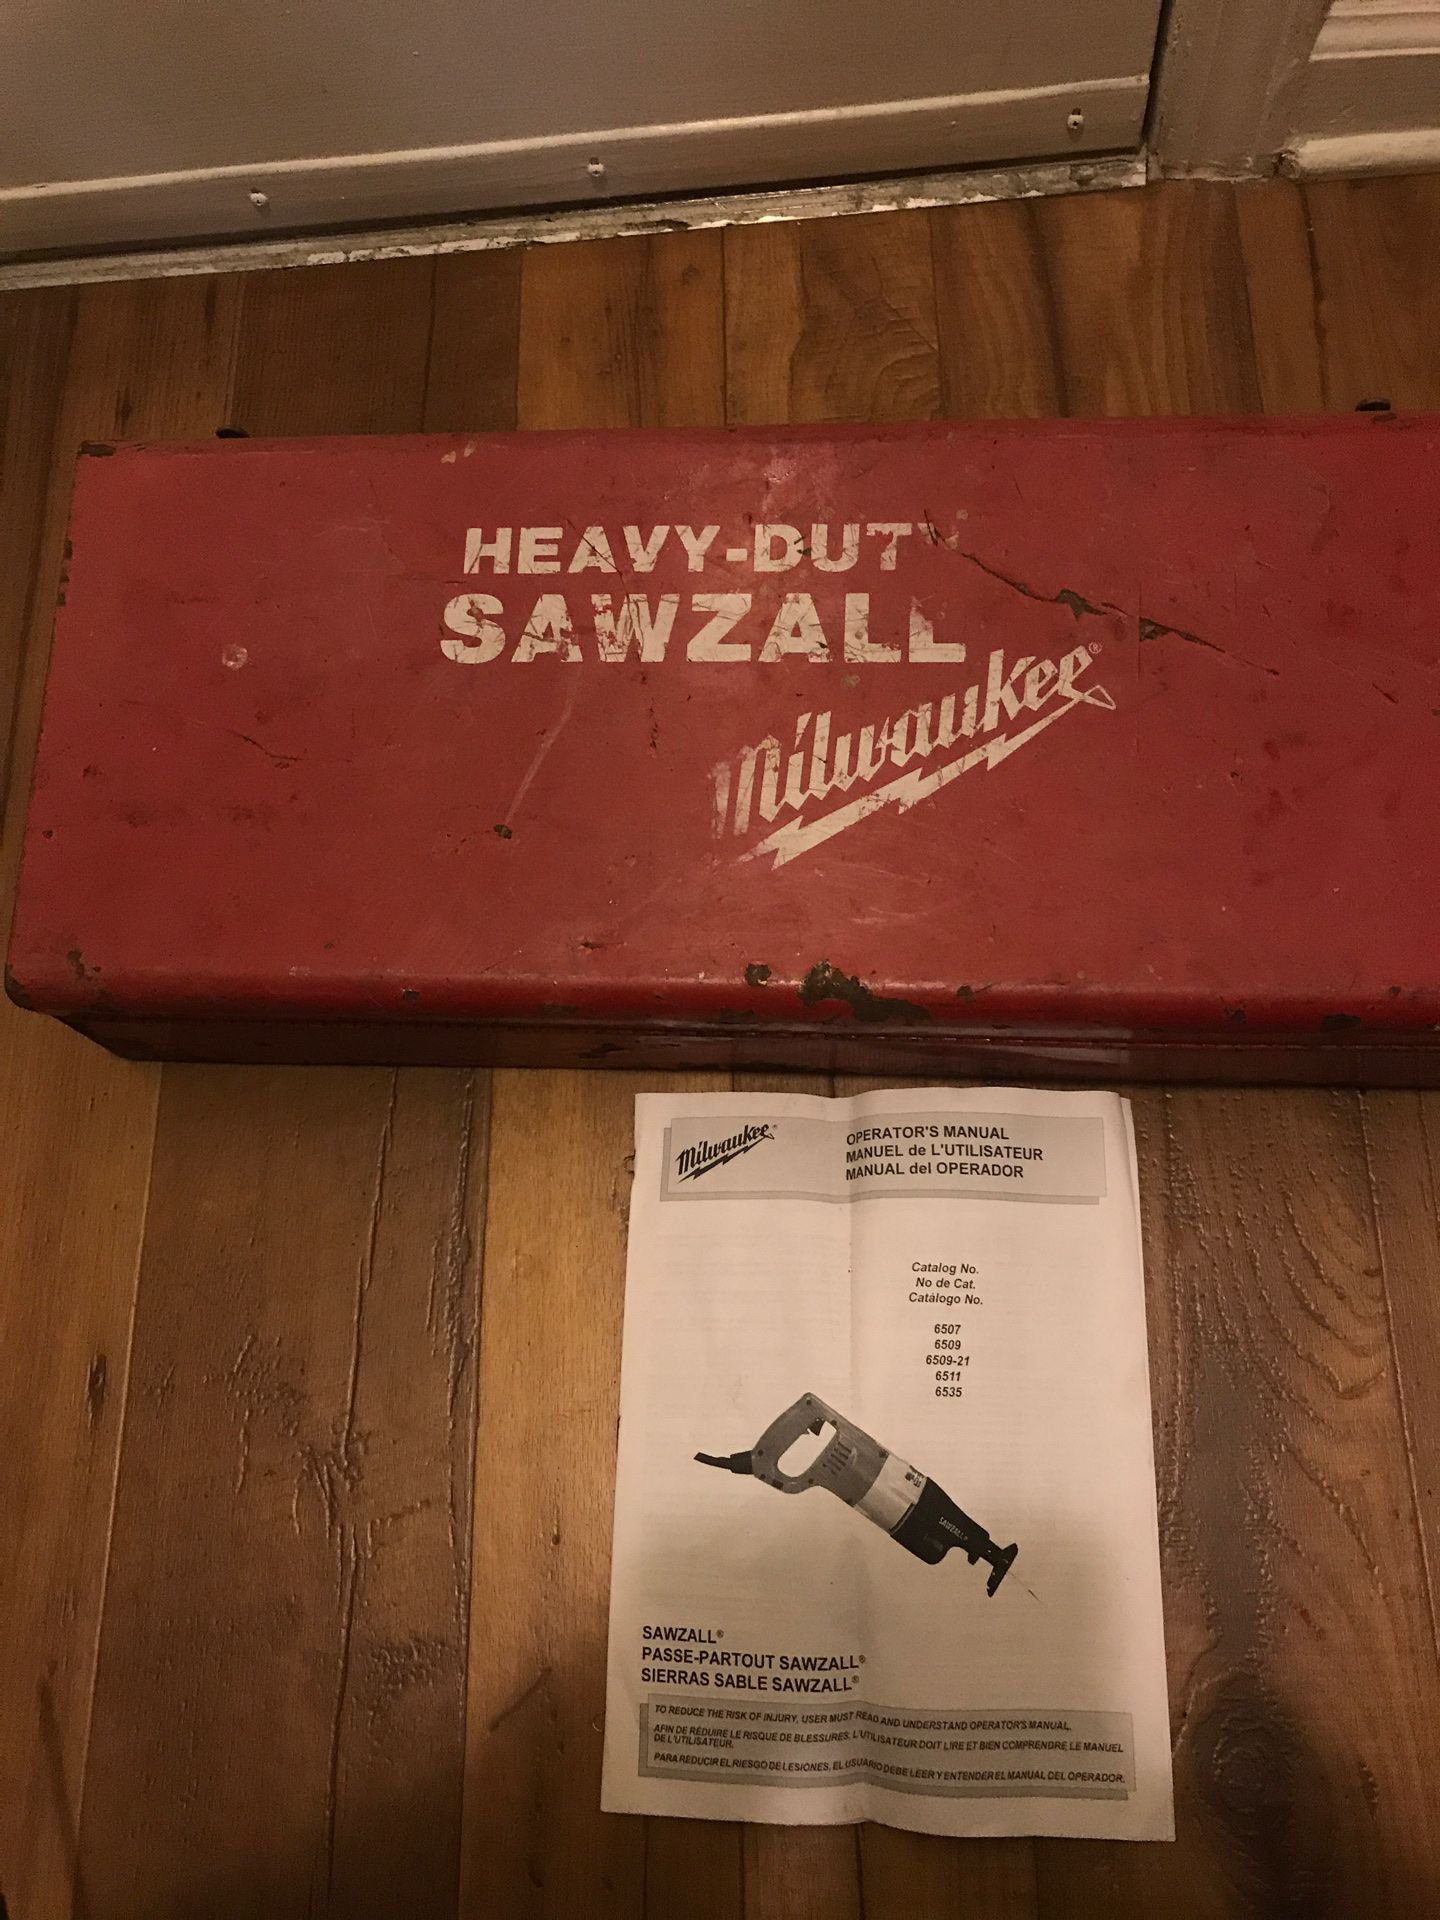 HEAVY-DUTY
SAWZALL
Milwaukee®
Milwaukee®
OPERATOR'S MANUAL
MANUEL de L'UTILISATEUR
MANUAL del OPERADOR
Catalog No.
No de Cat.
Catálogo No.
6507
6509
6509-21
6511
6535
SAWZALL®
SAWZALL®
PASSE-PARTOUT SAWZALL®
SIERRAS SABLE SAWZALL®
TO REDUCE THE RISK OF INJURY, USER MUST READ AND UNDERSTAND OPERATOR'S MANUAL.
AFIN DE RÉDUIRE LE RISQUE DE BLESSURES, L'UTILISATEUR DOIT LIRE ET BIEN COMPRENDRE LE MANUEL
DE L'UTILISATEUR.
PARA REDUCIR EL RIESGO DE LESIONES, EL USUARIO DEBE LEER Y ENTENDER EL MANUAL DEL OPERADOR.